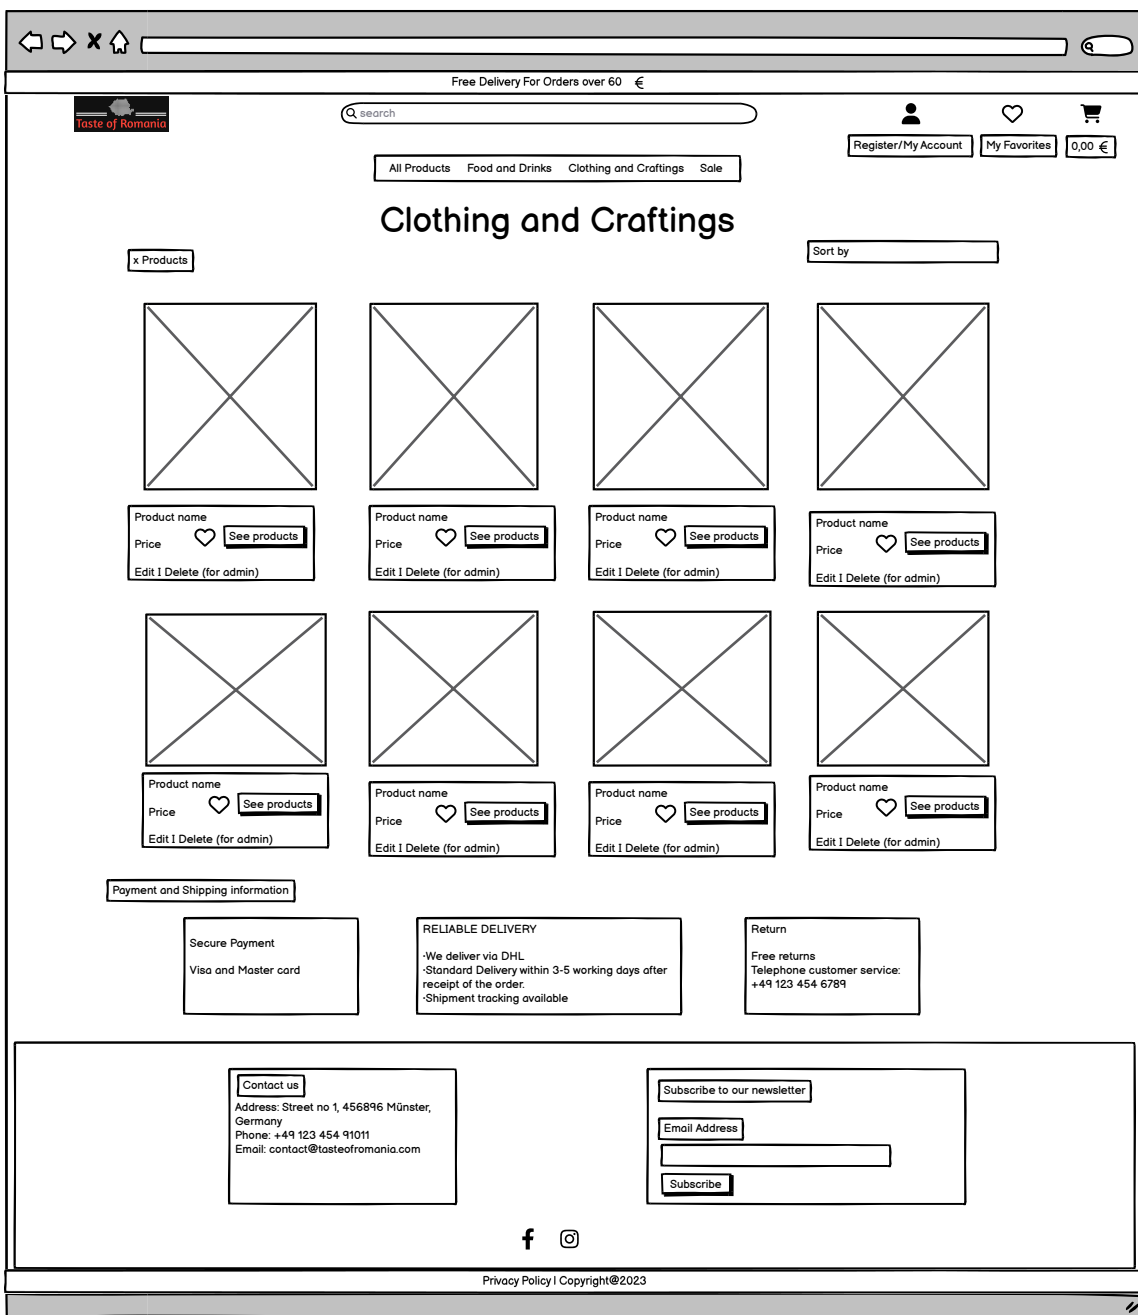 Free Delivery For Orders over 60 €
Taste of Romania
search
Register/My Account
My Favorites
0,00 €
All Products Food and Drinks Clothing and Craftings Sale
Clothing and Craftings
x Products
Sort by
Product name
Price
See products
Edit I Delete (for admin)
Product name
Price
See products
Edit I Delete (for admin)
Product name
Price
See products
Edit I Delete (for admin)
Product name
Price
See products
Edit I Delete (for admin)
Product name
Price
See products
Edit I Delete (for admin)
Product name
Price
See products
Edit I Delete (for admin)
Product name
Price
See products
Edit I Delete (for admin)
Product name
Price
See products
Edit I Delete (for admin)
Payment and Shipping information
Secure Payment
Visa and Master card
RELIABLE DELIVERY
·We deliver via DHL
·Standard Delivery within 3-5 working days after
receipt of the order.
·Shipment tracking available
Return
Free returns
Telephone customer service:
+49 123 454 6789
Contact us
Address: Street no 1, 456896 Münster,
Germany
Phone: +49 123 454 91011
Email: contact@tasteofromania.com
Subscribe to our newsletter
Email Address
Subscribe
Privacy Policy I Copyright@2023